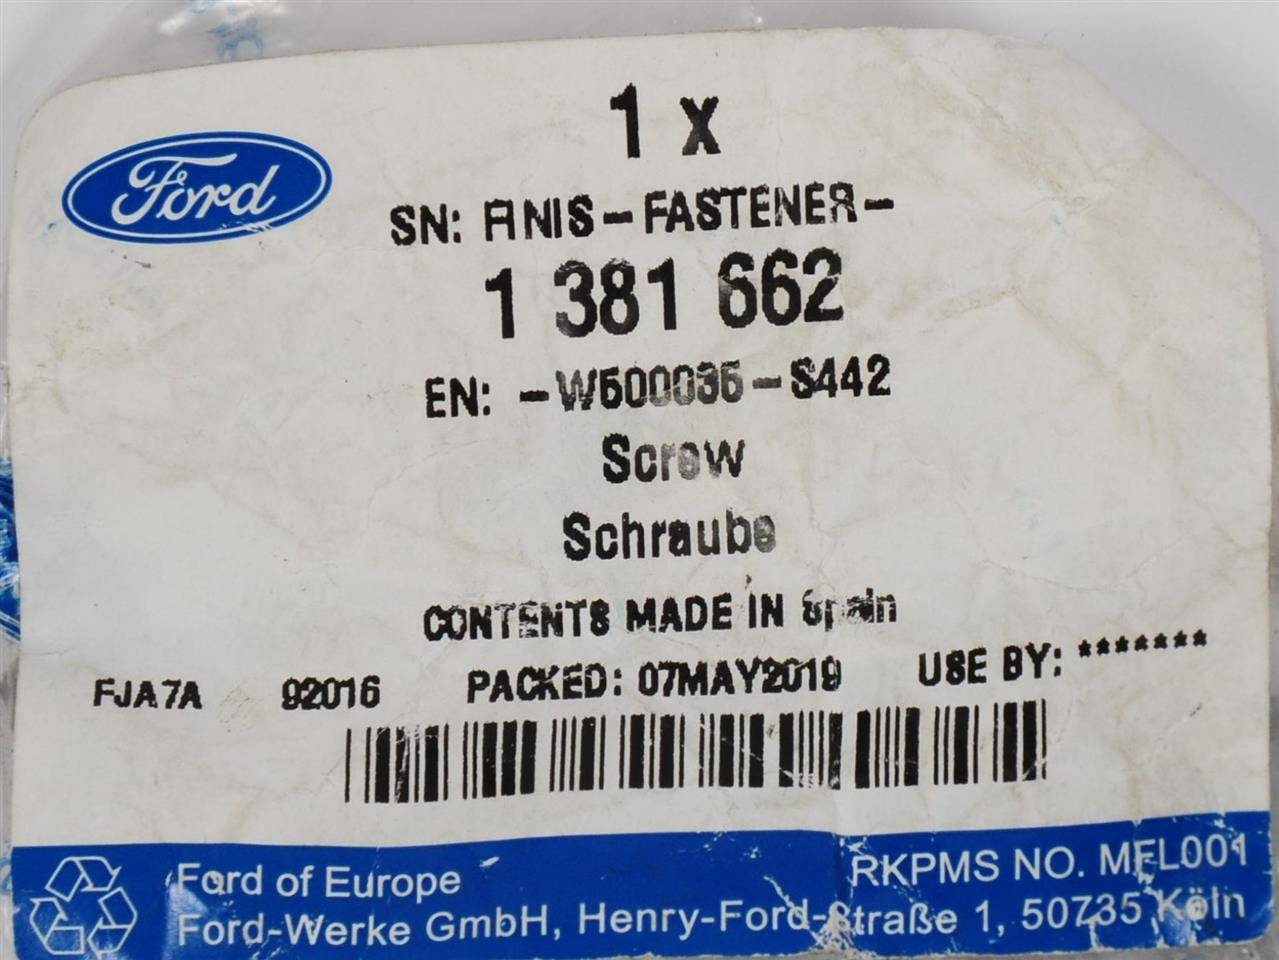 1 x
Ford
SN: FINIS-FASTENER-
1 381 662
EN: -W500035-S442
Screw
Schraube
CONTENTS MADE IN Spain
FJA7A 92016 PACKED: 07MAY2019 USE BY: *******
Ford of Europe
RKPMS NO. MFL001
Ford-Werke GmbH, Henry-Ford-Straße 1, 50735 Köln